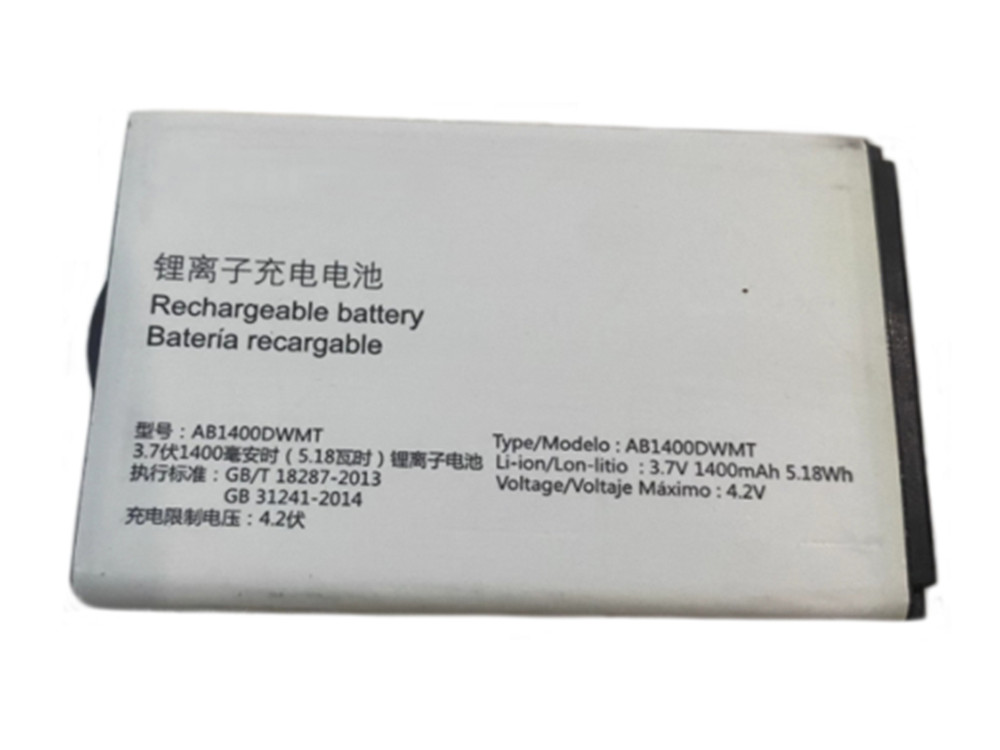 锂离子充电电池
Rechargeable battery
Batería recargable
型号：AB1400DWMT
3.7伏1400毫安时（5.18瓦时）锂离子电池
执行标准：GB/T 18287-2013
GB 31241-2014
充电限制电压：4.2伏
Type/Modelo : AB1400DWMT
Li-ion/Lon-litio : 3.7V 1400mAh 5.18Wh
Voltage/Voltaje Máximo : 4.2V